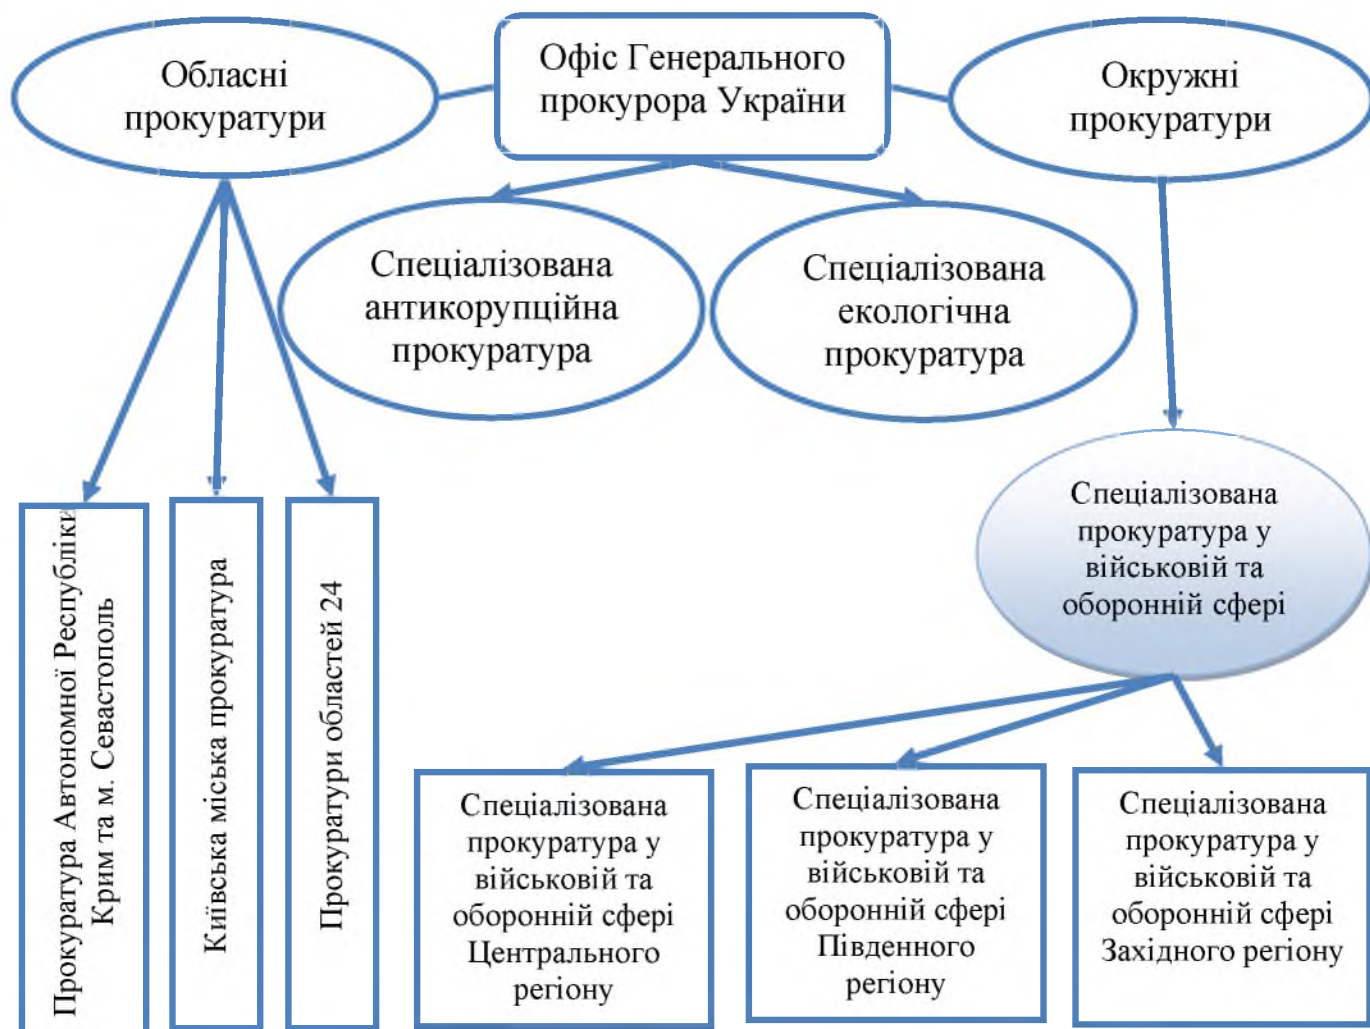 Обласні
прокуратури
Офіс Генерального
прокурора України
Окружні
прокуратури
Спеціалізована
антикорупційна
прокуратура
Спеціалізована
екологічна
прокуратура
Спеціалізована
прокуратура у
військовій та
оборонній сфері
Прокуратура Автономної Республіки
Крим та м. Севастополь
Київська міська прокуратура
Прокуратури областей 24
Спеціалізована
прокуратура у
військовій та
оборонній сфері
Центрального
регіону
Спеціалізована
прокуратура у
військовій та
оборонній сфері
Південного
регіону
Спеціалізована
прокуратура у
військовій та
оборонній сфері
Західного регіону